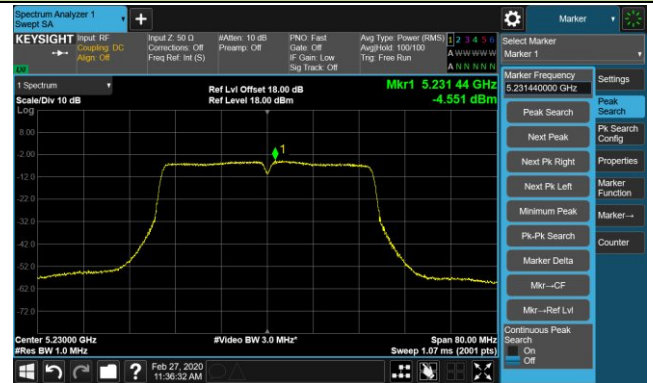 Spectrum Analyzer 1
Swept SA
Marker
KEYSIGHT
Input: RF
Coupling: DC
Align: Off
Input Z: 50 Ω
Corrections: Off
Freq Ref: Int (S)
#Atten: 10 dB
Preamp: Off
PNO: Fast
Gate: Off
IF Gain: Low
Sig Track: Off
Avg Type: Power (RMS)
Avg|Hold: 100/100
Trig: Free Run
1 2 3 4 5 6
A W W W W W
A N N N N N
Select Marker
Marker 1
1 Spectrum
Scale/Div 10 dB
Log
Ref Lvl Offset 18.00 dB
Ref Level 18.00 dBm
Mkr1 5.231 44 GHz
-4.551 dBm
8.00
-2.00
-12.0
-22.0
-32.0
-42.0
-52.0
-62.0
-72.0
1
Center 5.23000 GHz
#Res BW 1.0 MHz
#Video BW 3.0 MHz*
Span 80.00 MHz
Sweep 1.07 ms (2001 pts)
Marker Frequency
5.231440000 GHz
Peak Search
Next Peak
Next Pk Right
Next Pk Left
Minimum Peak
Pk-Pk Search
Marker Delta
Mkr→CF
Mkr→Ref Lvl
Continuous Peak
Search
On
Off
Settings
Peak
Search
Pk Search
Config
Properties
Marker
Function
Marker→
Counter
?
Feb 27, 2020
11:36:32 AM